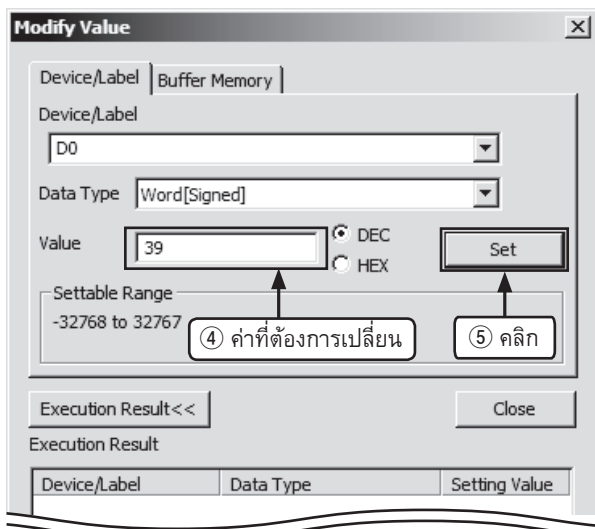 Modify Value
Device/Label Buffer Memory
Device/Label
D0
Data Type Word[Signed]
Value 39 DEC HEX Set
Settable Range
-32768 to 32767
④ ค่าที่ต้องการเปลี่ยน ⑤ คลิก
Execution Result<< Close
Execution Result
Device/Label Data Type Setting Value